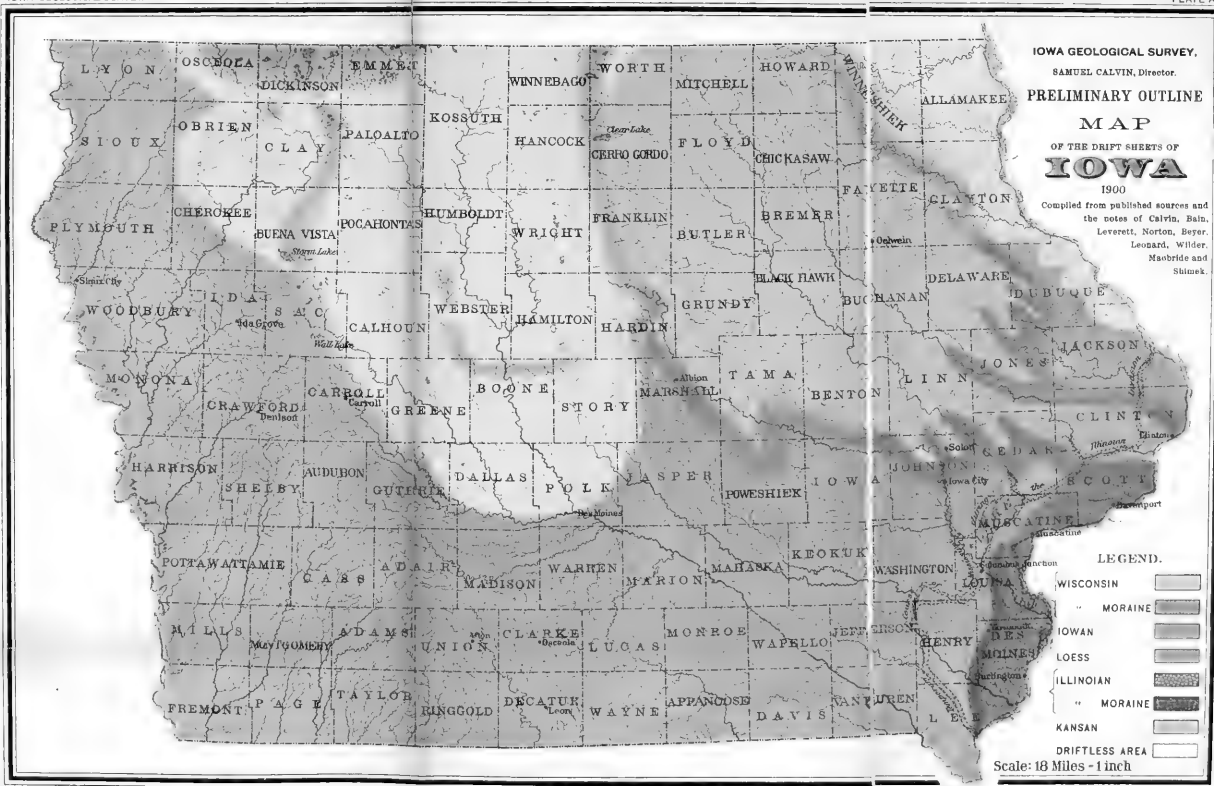 IOWA GEOLOGICAL SURVEY,
SAMUEL CALVIN, Director.
PRELIMINARY OUTLINE
MAP
OF THE DRIFT SHEETS OF
IOWA
1900
Compiled from published sources and
the notes of Calvin, Bain,
Leverett, Norton, Beyer.
Leonard, Wilder.
Macbride and
Shimek.
LYON
OSCEOLA
DICKINSON
EMMET
WINNEBAGO
WORTH
MITCHELL
HOWARD
WINNESHIEK
ALLAMAKEE
SIOUX
OBRIEN
CLAY
PALOALTO
KOSSUTH
HANCOCK
Clear Lake
CERRO GORDO
FLOYD
CHICKASAW
FAYETTE
CLAYTON
PLYMOUTH
CHEROKEE
BUENA VISTA
Storm Lake
POCAHONTAS
HUMBOLDT
WRIGHT
FRANKLIN
BUTLER
BREMER
Oelwein
Sioux City
WOODBURY
IDA
Ida Grove
SAC
Wall Lake
CALHOUN
WEBSTER
HAMILTON
HARDIN
GRUNDY
BLACK HAWK
BUCHANAN
DELAWARE
DUBUQUE
MONONA
CRAWFORD
Denison
CARROLL
Carroll
GREENE
BOONE
STORY
MARSHALL
Albion
TAMA
BENTON
LINN
JONES
JACKSON
CLINTON
Clinton
HARRISON
SHELBY
AUDUBON
GUTHRIE
DALLAS
POLK
Des Moines
JASPER
POWESHIEK
IOWA
JOHNSON
Solon
Iowa City
CEDAR
Illinoian
the
SCOTT
Davenport
MUSCATINE
Muscatine
POTTAWATTAMIE
CASS
ADAIR
MADISON
WARREN
MARION
MAHASKA
KEOKUK
WASHINGTON
Columbus Junction
LOUISA
MILLS
MONTGOMERY
ADAMS
UNION
Afton
CLARKE
Osceola
LUCAS
MONROE
WAPELLO
JEFFERSON
HENRY
DES
MOINES
Burlington
FREMONT
PAGE
TAYLOR
RINGGOLD
DECATUR
Leon
WAYNE
APPANOOSE
DAVIS
VAN BUREN
LEE
LEGEND.
WISCONSIN
" MORAINE
IOWAN
LOESS
ILLINOIAN
" MORAINE
KANSAN
DRIFTLESS AREA
Scale: 18 Miles - 1 inch